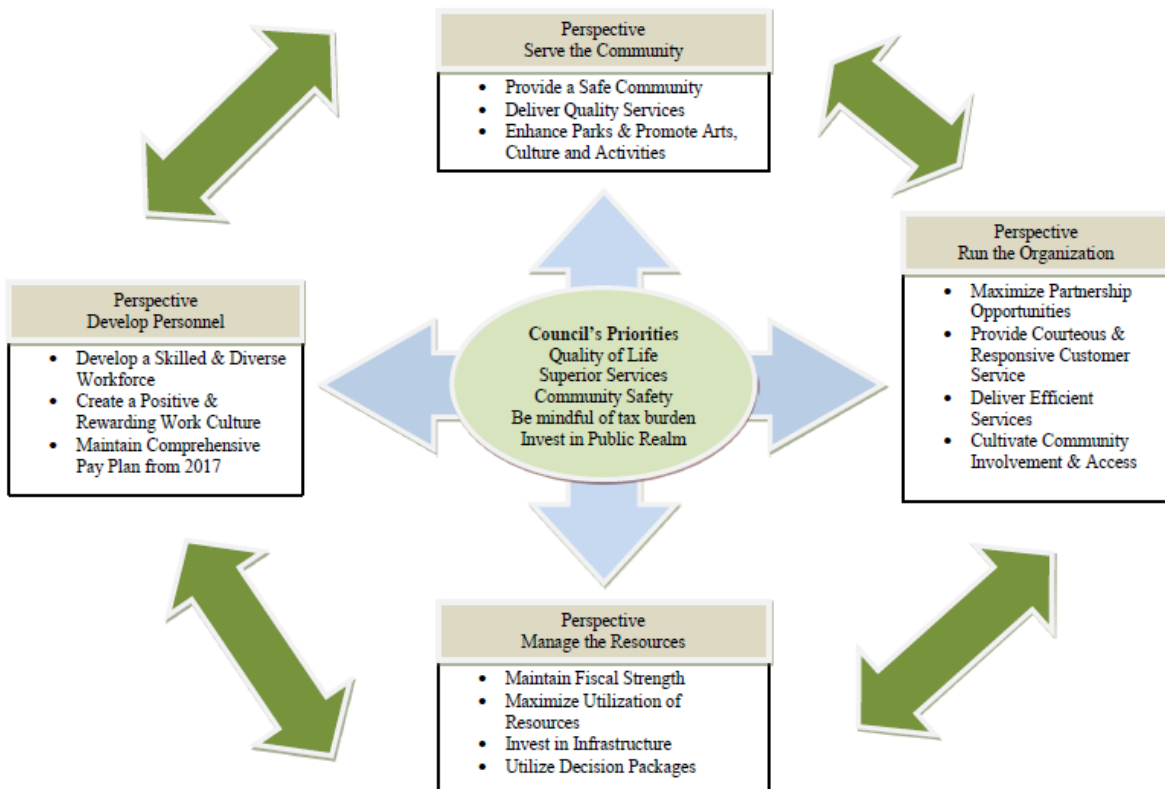 Perspective
Serve the Community
• Provide a Safe Community
• Deliver Quality Services
• Enhance Parks & Promote Arts,
Culture and Activities
Perspective
Run the Organization
• Maximize Partnership
Opportunities
• Provide Courteous &
Responsive Customer
Service
• Deliver Efficient
Services
• Cultivate Community
Involvement & Access
Perspective
Develop Personnel
• Develop a Skilled & Diverse
Workforce
• Create a Positive &
Rewarding Work Culture
• Maintain Comprehensive
Pay Plan from 2017
Council's Priorities
Quality of Life
Superior Services
Community Safety
Be mindful of tax burden
Invest in Public Realm
Perspective
Manage the Resources
• Maintain Fiscal Strength
• Maximize Utilization of
Resources
• Invest in Infrastructure
• Utilize Decision Packages